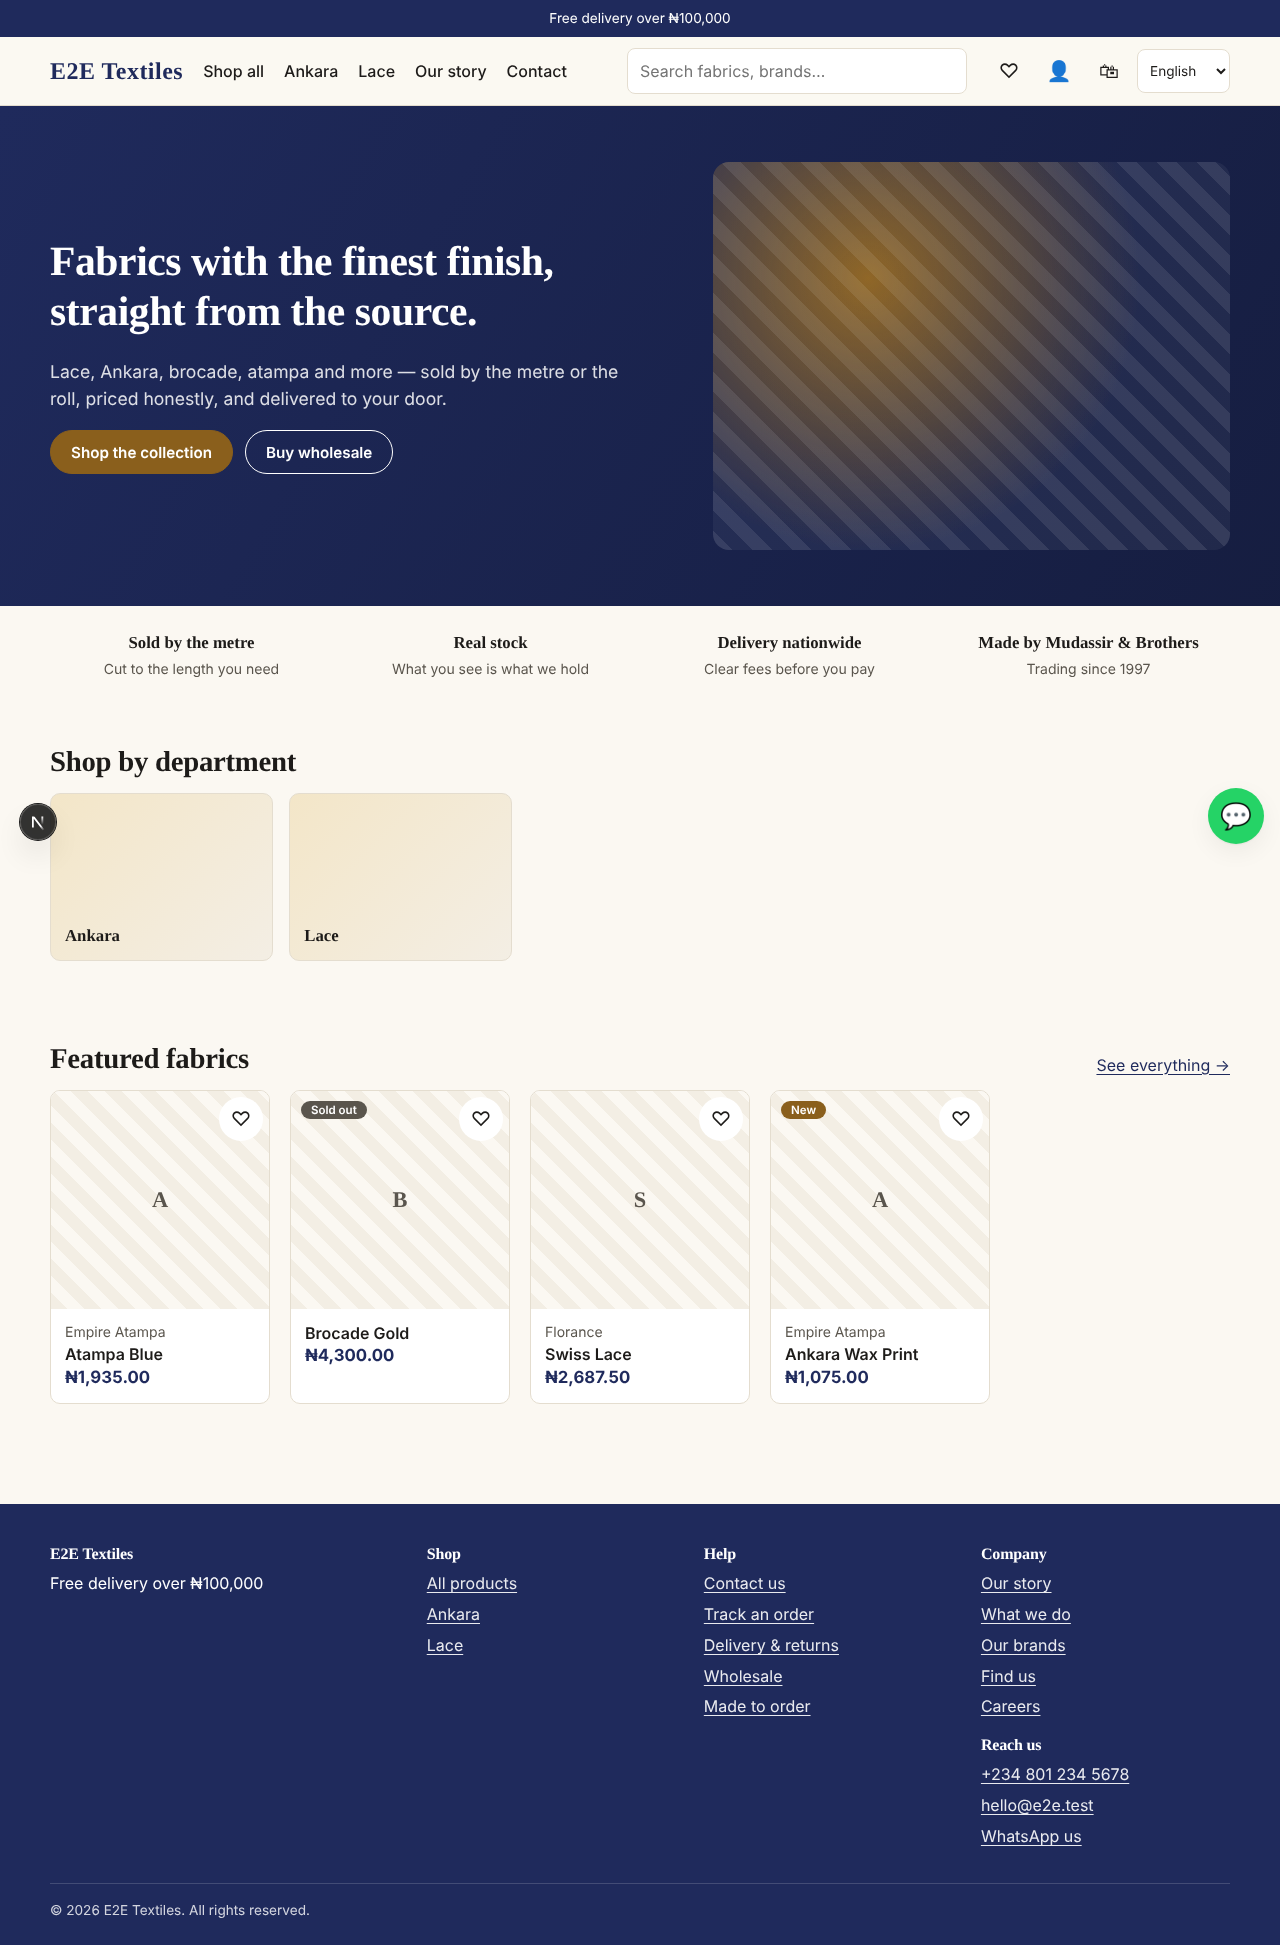 Free delivery over ₦100,000
E2E Textiles
Shop all
Ankara
Lace
Our story
Contact
Search fabrics, brands...
English
Fabrics with the finest finish,
straight from the source.
Lace, Ankara, brocade, atampa and more — sold by the metre or the
roll, priced honestly, and delivered to your door.
Shop the collection
Buy wholesale
Sold by the metre
Cut to the length you need
Real stock
What you see is what we hold
Delivery nationwide
Clear fees before you pay
Made by Mudassir & Brothers
Trading since 1997
Shop by department
N
Ankara
Lace
Featured fabrics
See everything →
A
Empire Atampa
Atampa Blue
₦1,935.00
Sold out
B
Brocade Gold
₦4,300.00
S
Florance
Swiss Lace
₦2,687.50
New
A
Empire Atampa
Ankara Wax Print
₦1,075.00
E2E Textiles
Free delivery over ₦100,000
Shop
All products
Ankara
Lace
Help
Contact us
Track an order
Delivery & returns
Wholesale
Made to order
Company
Our story
What we do
Our brands
Find us
Careers
Reach us
+234 801 234 5678
hello@e2e.test
WhatsApp us
© 2026 E2E Textiles. All rights reserved.